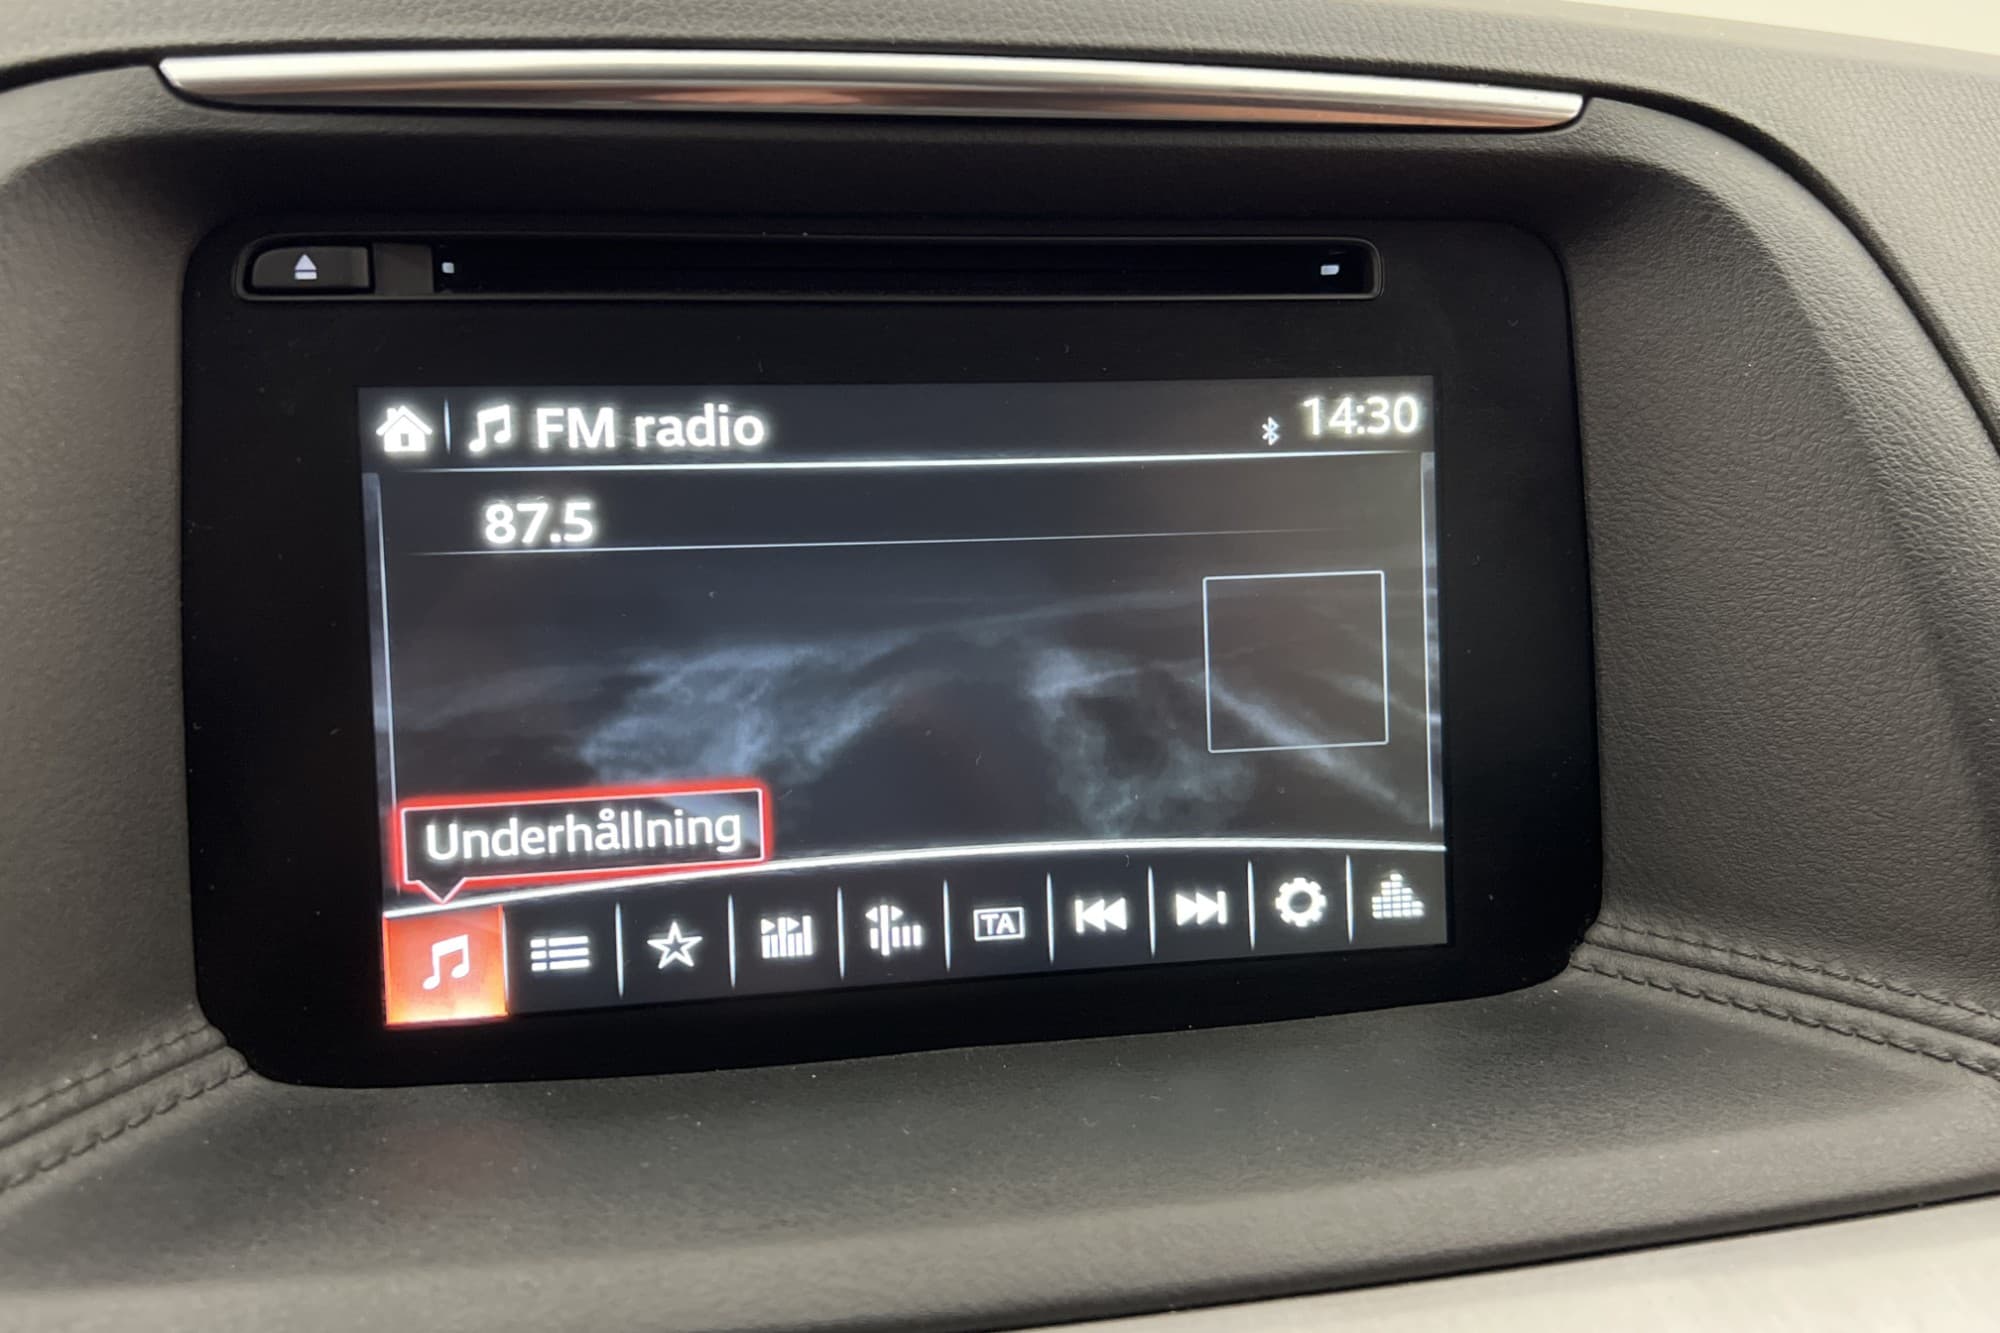 FM radio 14:30
87.5
Underhållning
TA